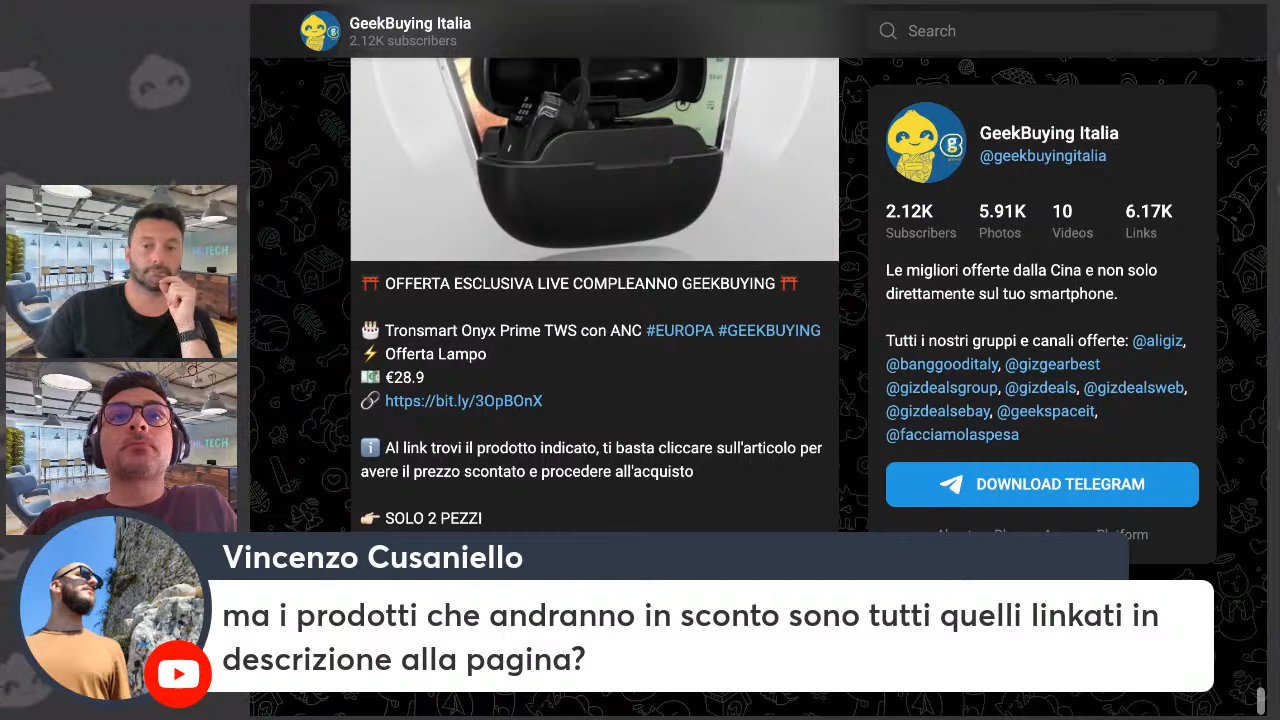 GeekBuying Italia
2.12K subscribers
Search
OFFERTA ESCLUSIVA LIVE COMPLEANNO GEEKBUYING
Tronsmart Onyx Prime TWS con ANC #EUROPA #GEEKBUYING
Offerta Lampo
€28.9
https://bit.ly/3OpBOnX
Al link trovi il prodotto indicato, ti basta cliccare sull'articolo per
avere il prezzo scontato e procedere all'acquisto
SOLO 2 PEZZI
GeekBuying Italia
@geekbuyingitalia
2.12K 5.91K 10 6.17K
Subscribers Photos Videos Links
Le migliori offerte dalla Cina e non solo
direttamente sul tuo smartphone.
Tutti i nostri gruppi e canali offerte: @aligiz,
@banggooditaly, @gizgearbest
@gizdealsgroup, @gizdeals, @gizdealsweb,
@gizdealsebay, @geekspaceit,
@facciamolaspesa
DOWNLOAD TELEGRAM
Platform
Vincenzo Cusaniello
ma i prodotti che andranno in sconto sono tutti quelli linkati in
descrizione alla pagina?